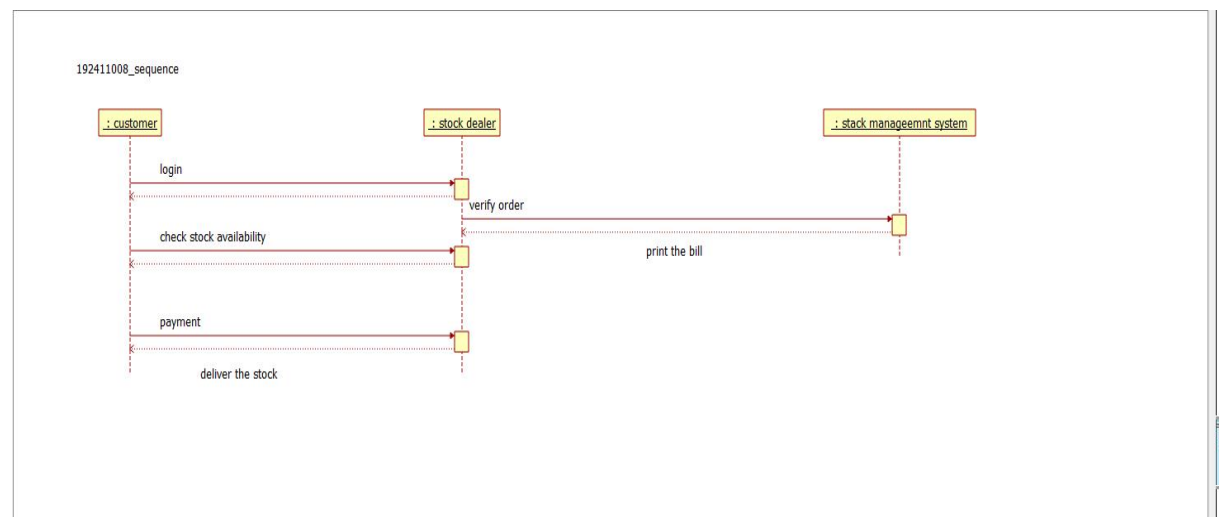 192411008_sequence
: customer
: stock dealer
: stack manageemnt system
login
verify order
check stock availability
print the bill
payment
deliver the stock